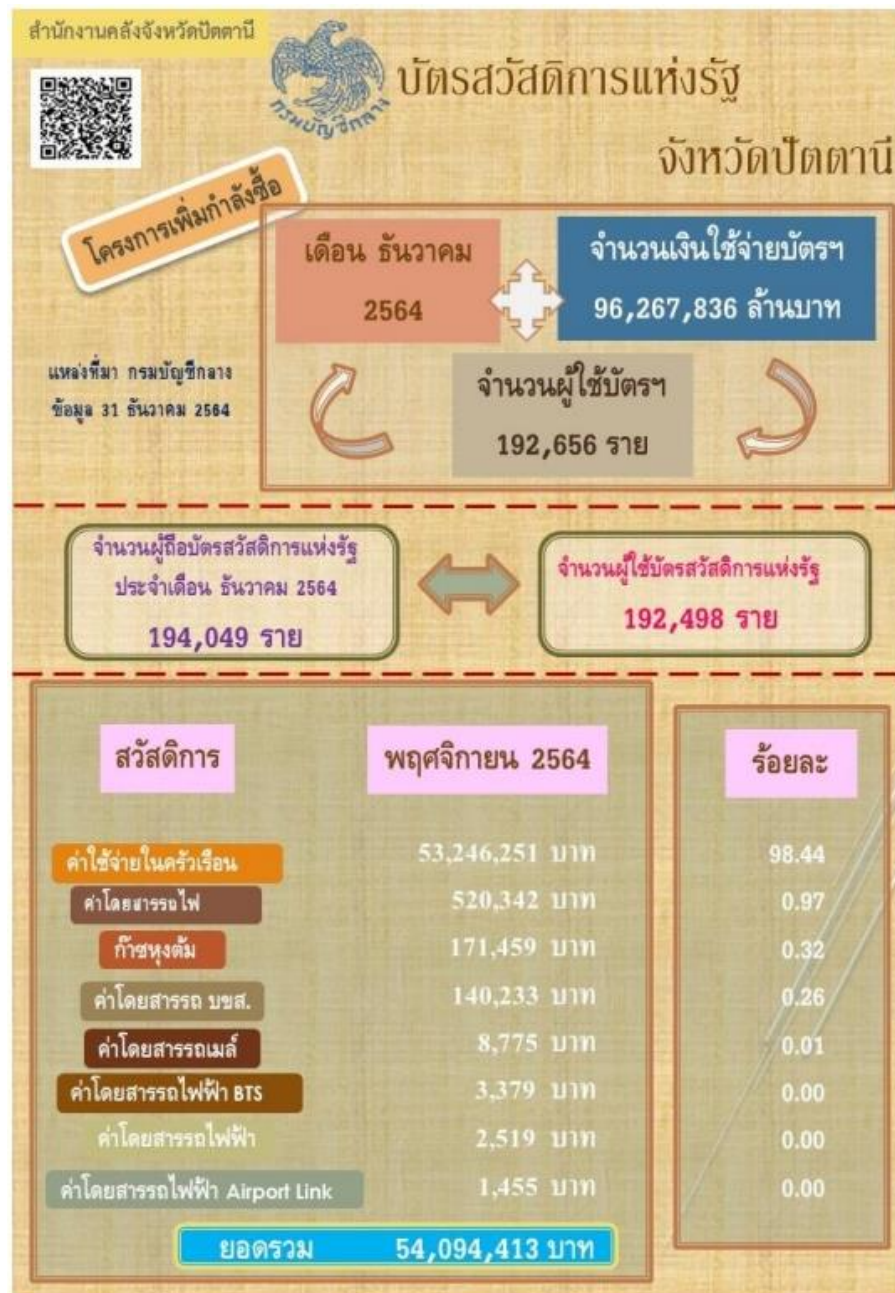 สำนักงานคลังจังหวัดปัตตานี
กรมบัญชีกลาง
บัตรสวัสดิการแห่งรัฐ
จังหวัดปัตตานี
โครงการเพิ่มกำลังซื้อ
เดือน ธันวาคม
2564
จำนวนเงินใช้จ่ายบัตรฯ
96,267,836 ล้านบาท
จำนวนผู้ใช้บัตรฯ
192,656 ราย
แหล่งที่มา กรมบัญชีกลาง
ข้อมูล 31 ธันวาคม 2564
จำนวนผู้ถือบัตรสวัสดิการแห่งรัฐ
ประจำเดือน ธันวาคม 2564
194,049 ราย
จำนวนผู้ใช้บัตรสวัสดิการแห่งรัฐ
192,498 ราย
สวัสดิการ พฤศจิกายน 2564 ร้อยละ
ค่าใช้จ่ายในครัวเรือน 53,246,251 บาท 98.44
ค่าโดยสารรถไฟ 520,342 บาท 0.97
ก๊าซหุงต้ม 171,459 บาท 0.32
ค่าโดยสารรถ บขส. 140,233 บาท 0.26
ค่าโดยสารรถเมล์ 8,775 บาท 0.01
ค่าโดยสารรถไฟฟ้า BTS 3,379 บาท 0.00
ค่าโดยสารรถไฟฟ้า 2,519 บาท 0.00
ค่าโดยสารรถไฟฟ้า Airport Link 1,455 บาท 0.00
ยอดรวม 54,094,413 บาท